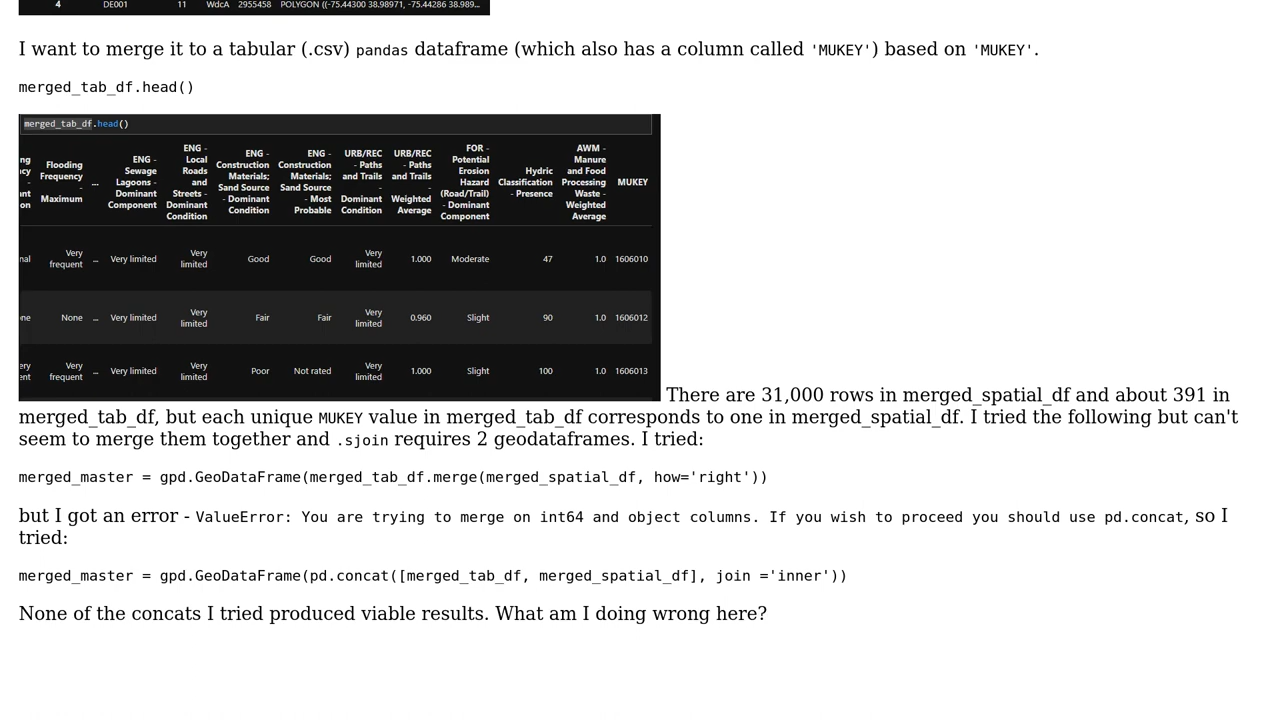 4 DE001 11 WdcA 2955458 POLYGON ((-75.44300 38.98971, -75.44286 38.989...
I want to merge it to a tabular (.csv) pandas dataframe (which also has a column called 'MUKEY') based on 'MUKEY'.
merged_tab_df.head()
merged_tab_df.head()
ng Flooding ENG - ENG - ENG - ENG - URB/REC URB/REC FOR - Hydric AWM -
cy Frequency Sewage Local Construction Construction - Paths - Paths Potential Classification Manure
- - ... Lagoons - Roads Materials; Materials; and Trails and Trails Erosion - Presence and Food MUKEY
nt Maximum Dominant and Sand Source Sand Source - - Hazard Processing
on Component Streets - - Dominant - Most Dominant Weighted (Road/Trail) Waste -
Dominant Condition Probable Condition Average - Dominant Weighted
Condition Component Average
nal Very frequent ... Very limited Very limited Good Good Very limited 1.000 Moderate 47 1.0 1606010
ne None ... Very limited Very limited Fair Fair Very limited 0.960 Slight 90 1.0 1606012
ery ent Very frequent ... Very limited Very limited Poor Not rated Very limited 1.000 Slight 100 1.0 1606013
There are 31,000 rows in merged_spatial_df and about 391 in
merged_tab_df, but each unique MUKEY value in merged_tab_df corresponds to one in merged_spatial_df. I tried the following but can't
seem to merge them together and .sjoin requires 2 geodataframes. I tried:
merged_master = gpd.GeoDataFrame(merged_tab_df.merge(merged_spatial_df, how='right'))
but I got an error - ValueError: You are trying to merge on int64 and object columns. If you wish to proceed you should use pd.concat, so I
tried:
merged_master = gpd.GeoDataFrame(pd.concat([merged_tab_df, merged_spatial_df], join ='inner'))
None of the concats I tried produced viable results. What am I doing wrong here?